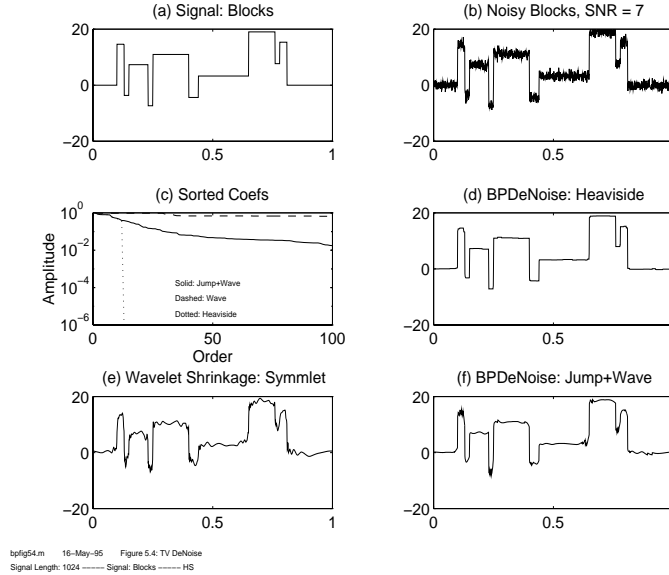 (a) Signal: Blocks
20
0
−20
0
0.5
1
(b) Noisy Blocks, SNR = 7
20
0
−20
0
0.5
(c) Sorted Coefs
10^0
10^−2
10^−4
10^−6
Amplitude
Solid: Jump+Wave
Dashed: Wave
Dotted: Heaviside
0
50
100
Order
(d) BPDeNoise: Heaviside
20
0
−20
0
0.5
(e) Wavelet Shrinkage: Symmlet
20
0
−20
0
0.5
1
(f) BPDeNoise: Jump+Wave
20
0
−20
0
0.5
bpfig54.m 16−May−95 Figure 5.4: TV DeNoise
Signal Length: 1024 −−−−− Signal: Blocks −−−−− HS